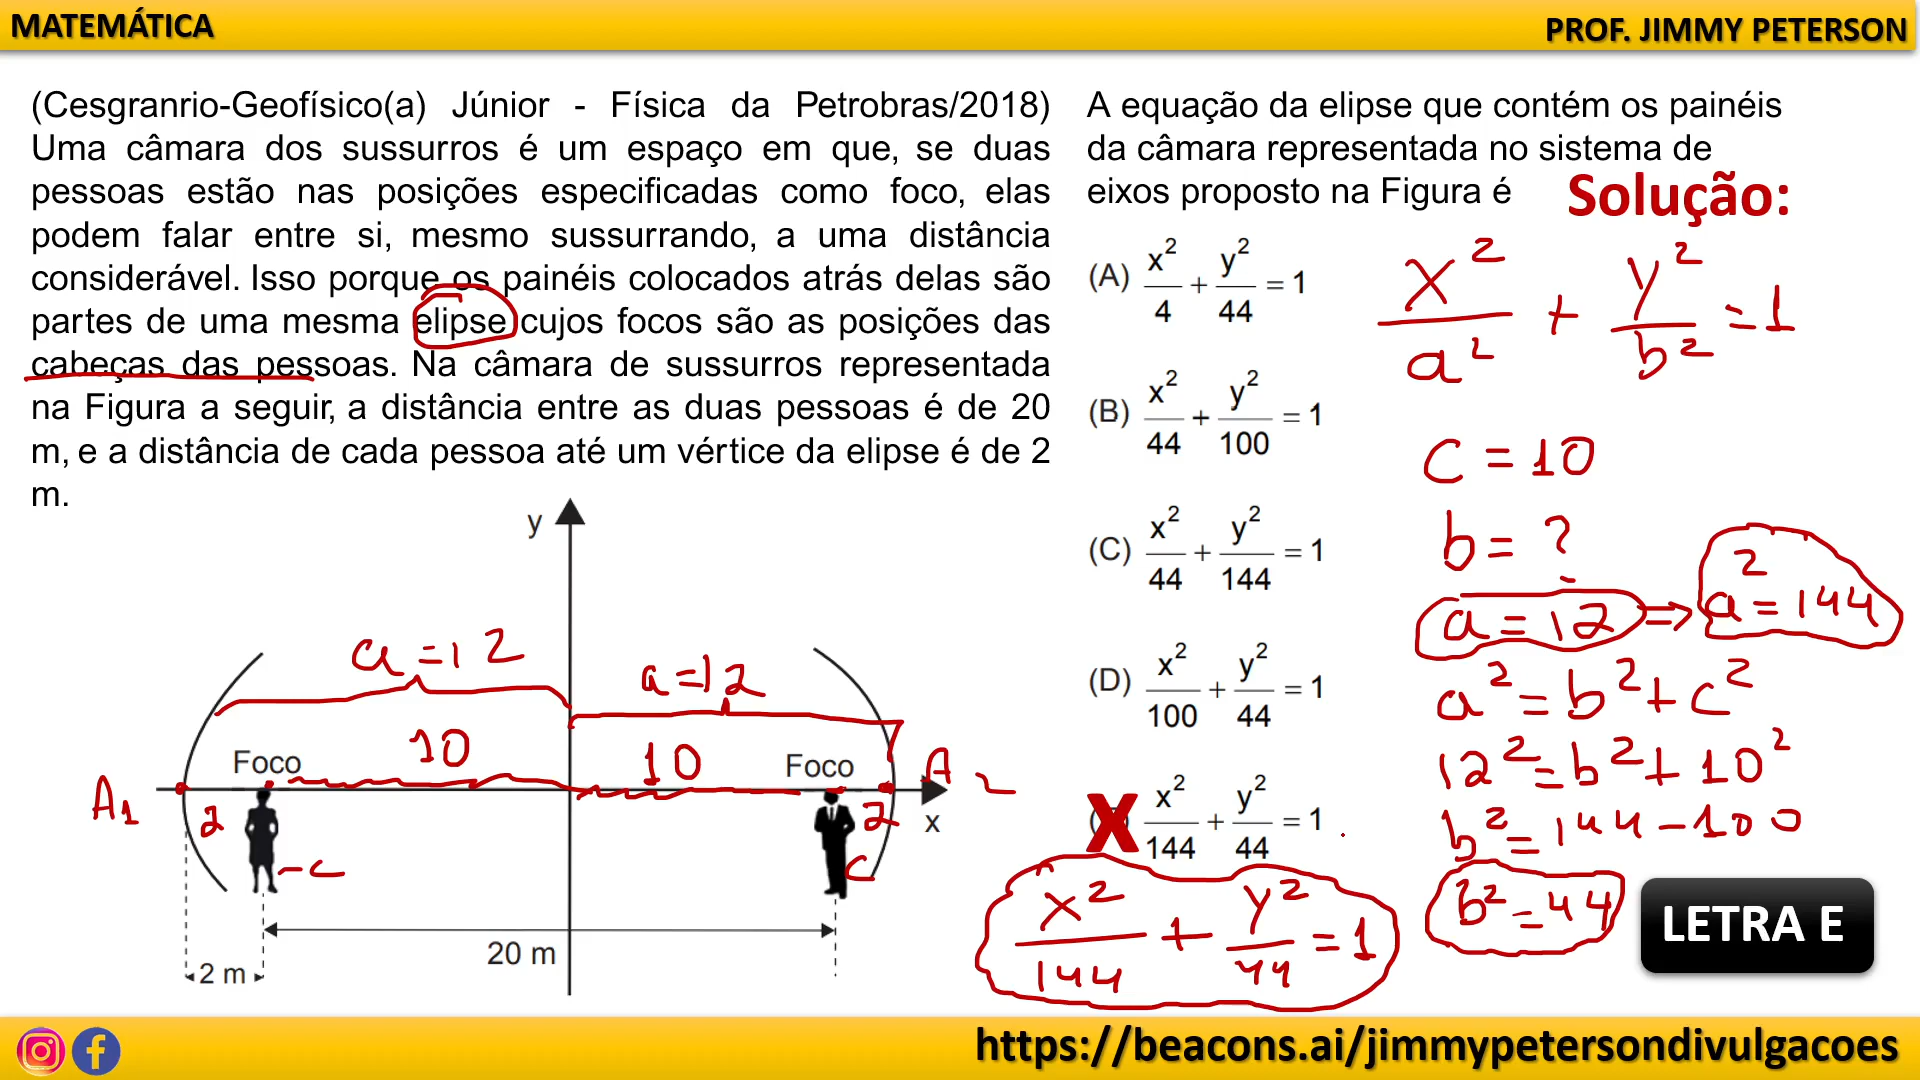 MATEMÁTICA
PROF. JIMMY PETERSON
(Cesgranrio-Geofísico(a) Júnior - Física da Petrobras/2018)
Uma câmara dos sussurros é um espaço em que, se duas
pessoas estão nas posições especificadas como foco, elas
podem falar entre si, mesmo sussurrando, a uma distância
considerável. Isso porque os painéis colocados atrás delas são
partes de uma mesma elipse cujos focos são as posições das
cabeças das pessoas. Na câmara de sussurros representada
na Figura a seguir, a distância entre as duas pessoas é de 20
m, e a distância de cada pessoa até um vértice da elipse é de 2
m.
y
a=12
a=12
10
10
Foco
Foco
A1
A2
2
2
x
-c
c
20 m
2 m
A equação da elipse que contém os painéis
da câmara representada no sistema de
eixos proposto na Figura é
(A) x²/4 + y²/44 = 1
(B) x²/44 + y²/100 = 1
(C) x²/44 + y²/144 = 1
(D) x²/100 + y²/44 = 1
X x²/144 + y²/44 = 1
x²/144 + y²/44 = 1
Solução:
x²/a² + y²/b² = 1
c = 10
b = ?
a = 12 => a² = 144
a² = b² + c²
12² = b² + 10²
b² = 144 - 100
b² = 44
LETRA E
https://beacons.ai/jimmypetersondivulgacoes